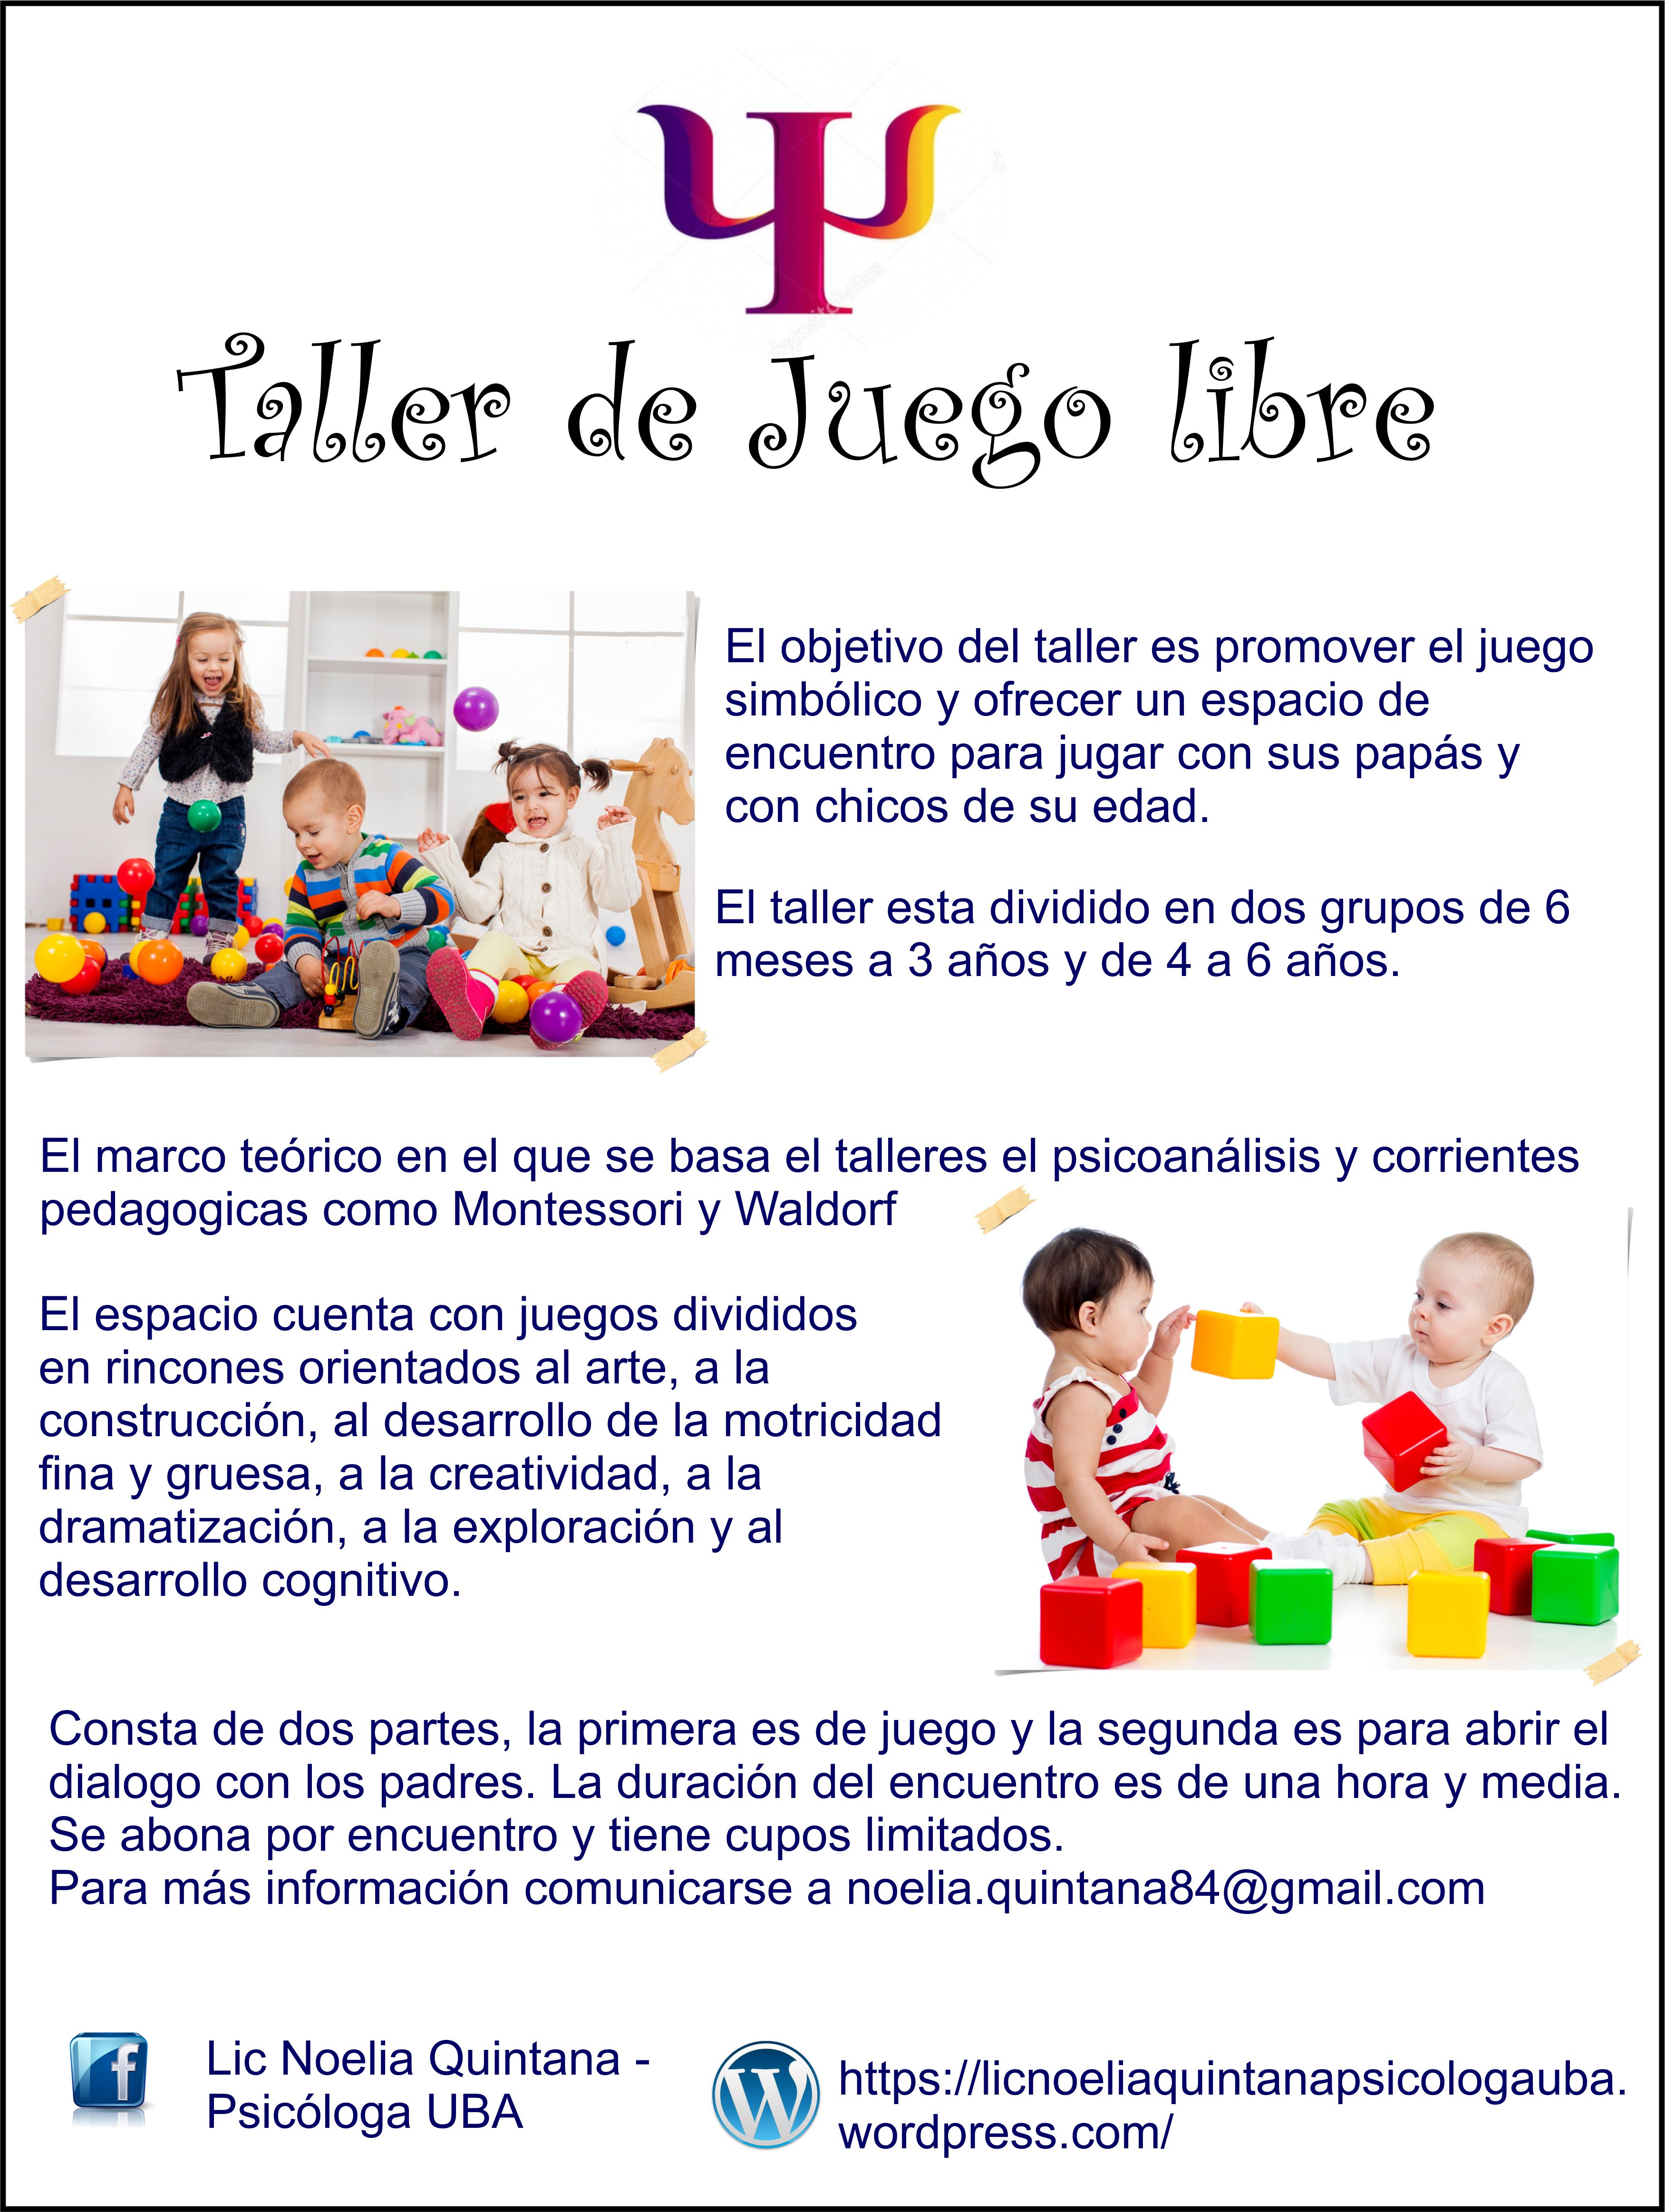 Ψ
depositphotos
Taller de Juego libre
El objetivo del taller es promover el juego
simbólico y ofrecer un espacio de
encuentro para jugar con sus papás y
con chicos de su edad.
El taller esta dividido en dos grupos de 6
meses a 3 años y de 4 a 6 años.
El marco teórico en el que se basa el talleres el psicoanálisis y corrientes
pedagogicas como Montessori y Waldorf
El espacio cuenta con juegos divididos
en rincones orientados al arte, a la
construcción, al desarrollo de la motricidad
fina y gruesa, a la creatividad, a la
dramatización, a la exploración y al
desarrollo cognitivo.
Consta de dos partes, la primera es de juego y la segunda es para abrir el
dialogo con los padres. La duración del encuentro es de una hora y media.
Se abona por encuentro y tiene cupos limitados.
Para más información comunicarse a noelia.quintana84@gmail.com
f
Lic Noelia Quintana -
Psicóloga UBA
W
https://licnoeliaquintanapsicologauba.
wordpress.com/